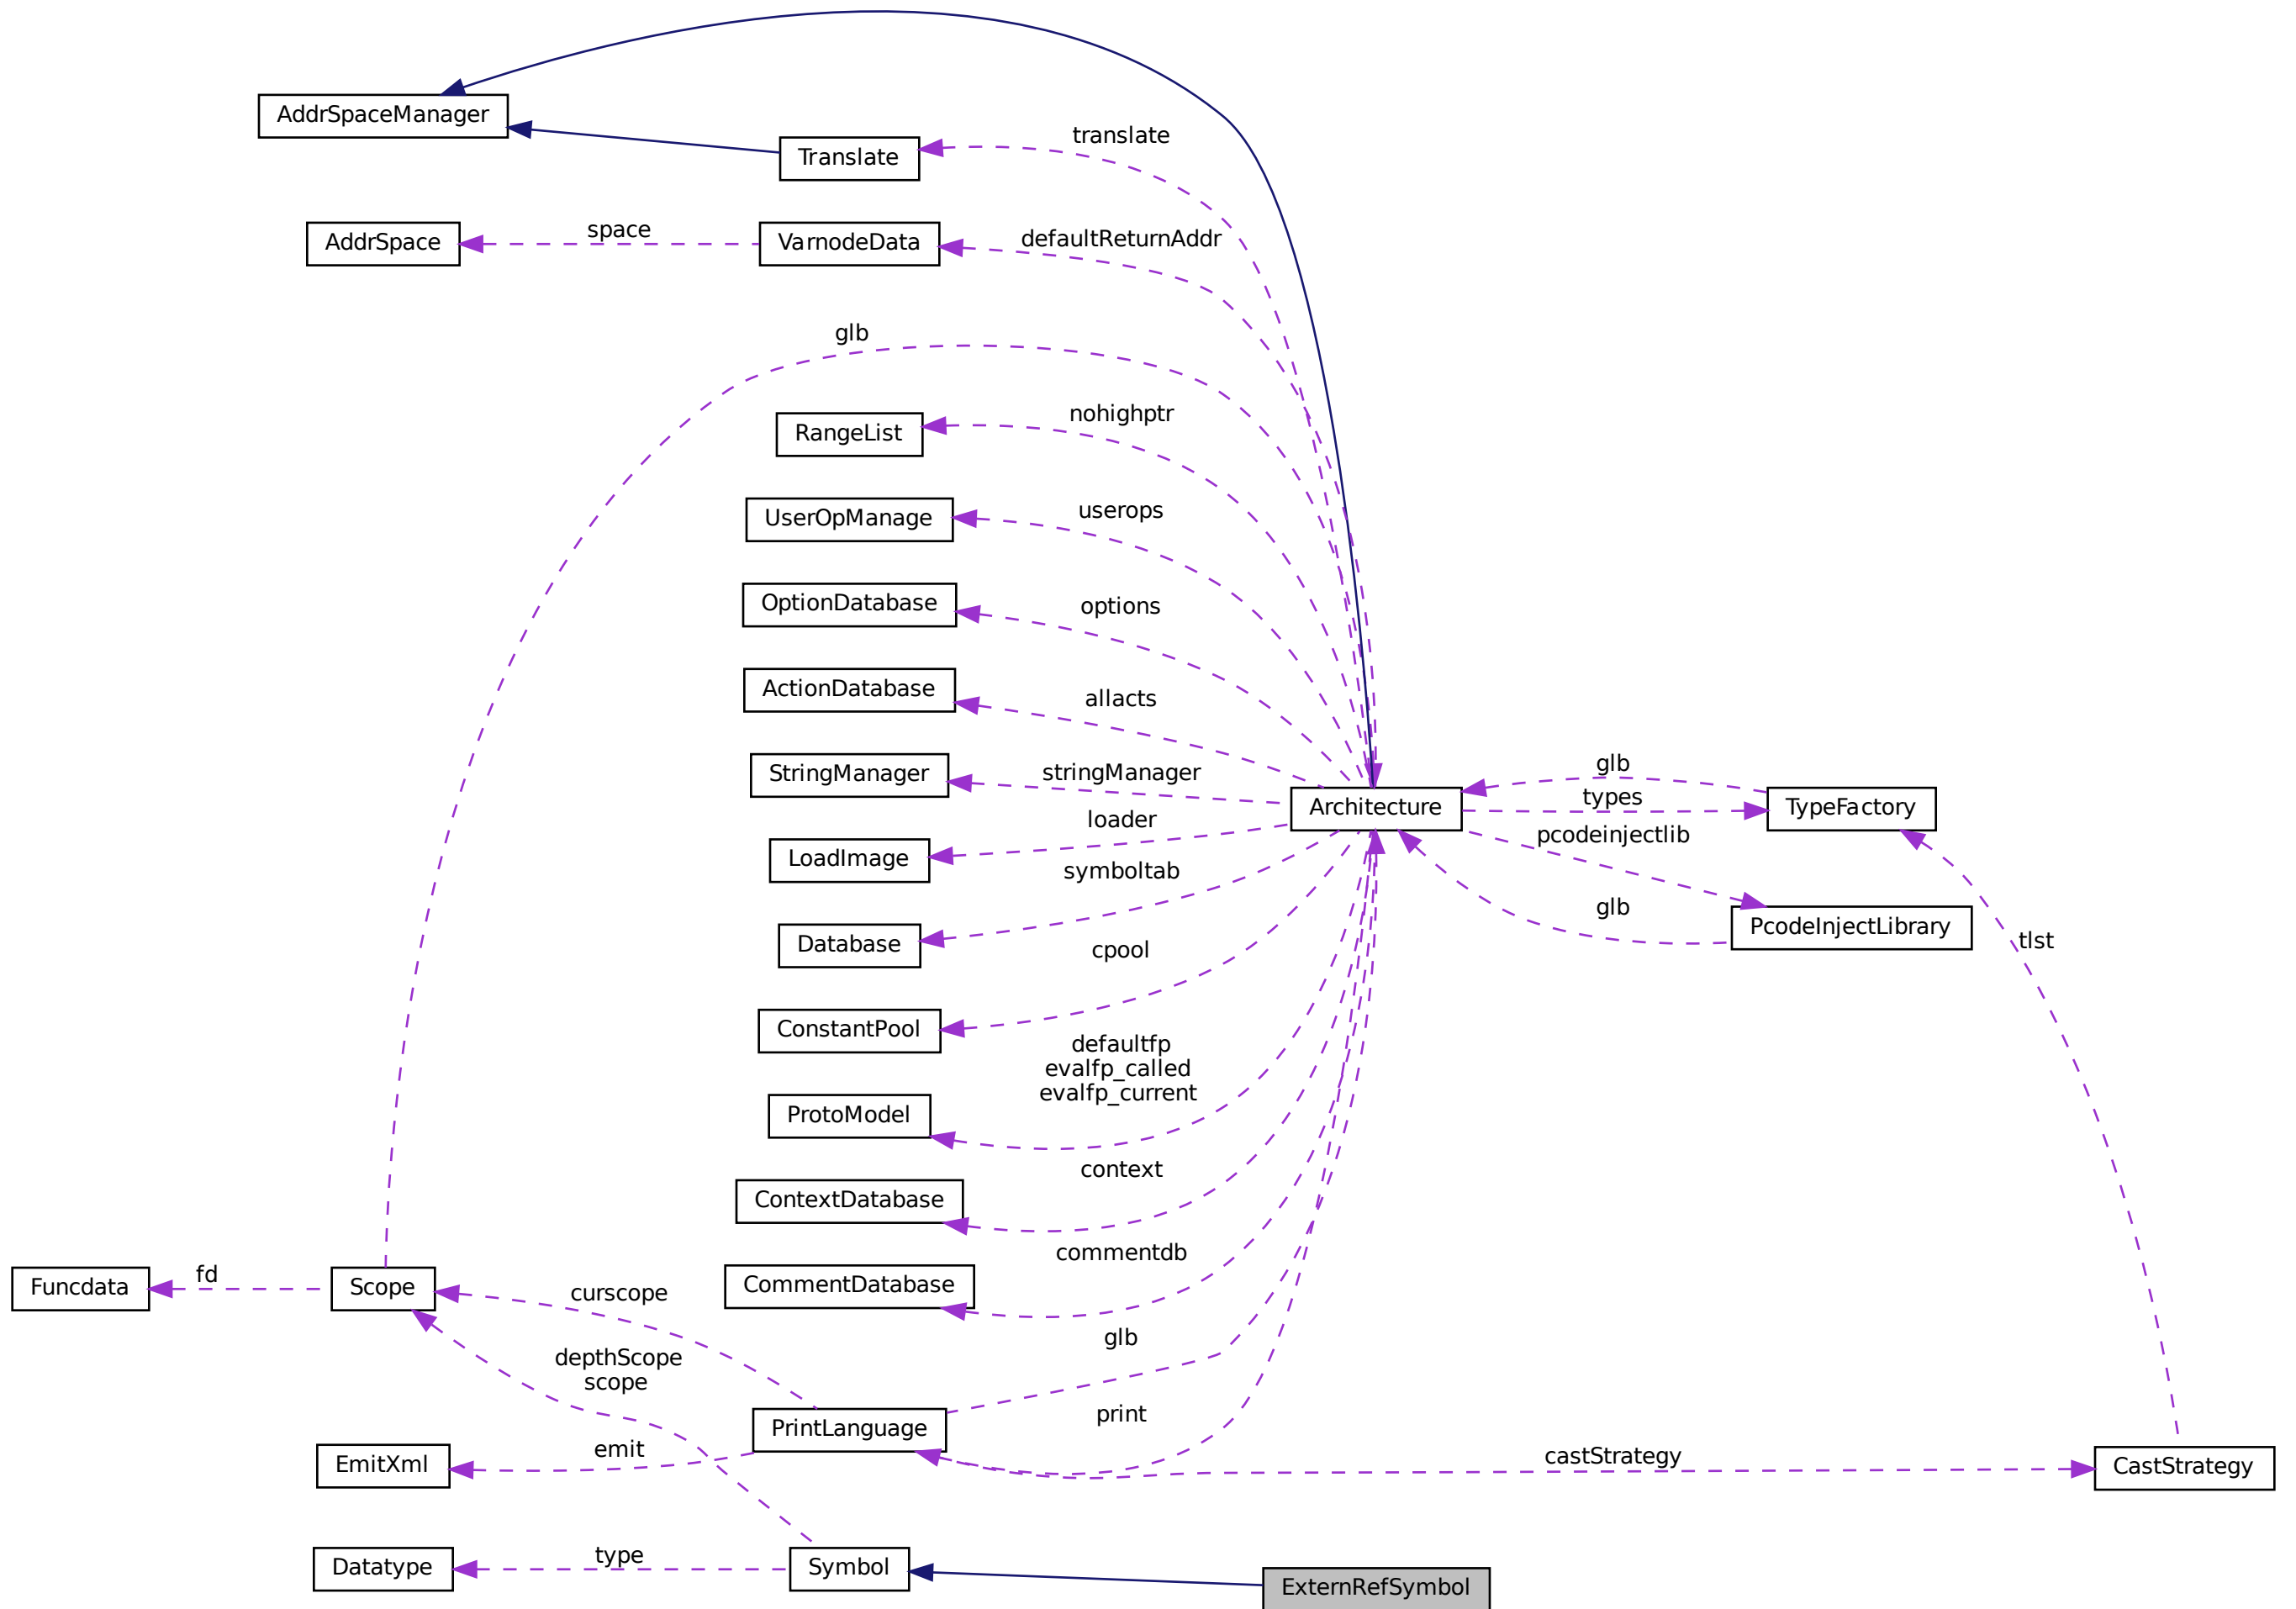 AddrSpaceManager
translate
Translate
space
defaultReturnAddr
AddrSpace
VarnodeData
glb
nohighptr
RangeList
userops
UserOpManage
options
OptionDatabase
allacts
ActionDatabase
stringManager
StringManager
glb
types
Architecture
TypeFactory
loader
pcodeinjectlib
LoadImage
symboltab
glb
PcodeInjectLibrary
Database
cpool
tlst
ConstantPool
defaultfp
evalfp_called
evalfp_current
ProtoModel
context
ContextDatabase
commentdb
fd
Funcdata
Scope
curscope
CommentDatabase
glb
depthScope
scope
print
PrintLanguage
emit
castStrategy
EmitXml
CastStrategy
type
Datatype
Symbol
ExternRefSymbol